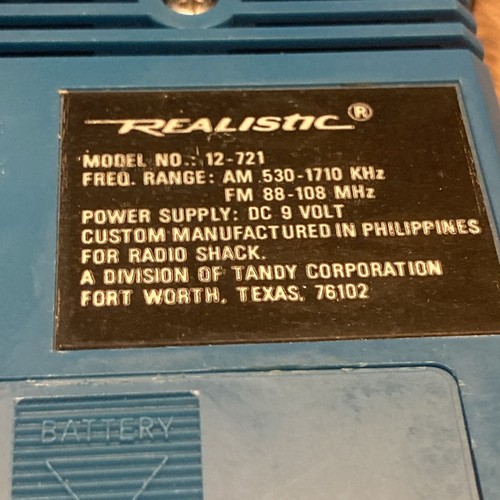 REALISTIC®
MODEL NO.: 12-721
FREQ. RANGE: AM 530-1710 KHz
FM 88-108 MHz
POWER SUPPLY: DC 9 VOLT
CUSTOM MANUFACTURED IN PHILIPPINES
FOR RADIO SHACK.
A DIVISION OF TANDY CORPORATION
FORT WORTH, TEXAS, 76102
BATTERY